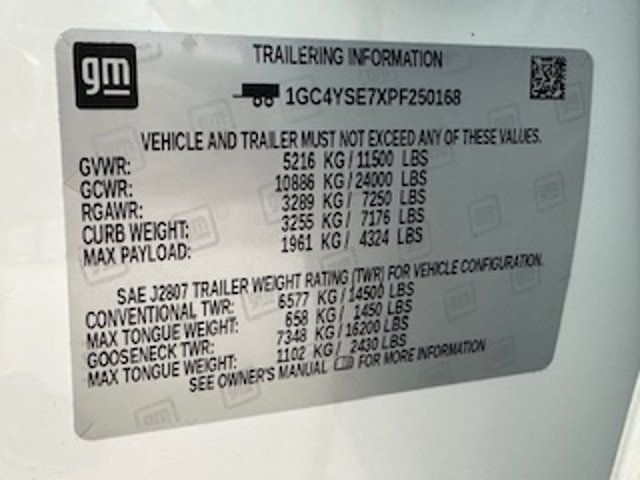 gm
TRAILERING INFORMATION
1GC4YSE7XPF250168
VEHICLE AND TRAILER MUST NOT EXCEED ANY OF THESE VALUES.
GVWR: 5216 KG / 11500 LBS
GCWR: 10886 KG / 24000 LBS
RGAWR: 3289 KG / 7250 LBS
CURB WEIGHT: 3255 KG / 7176 LBS
MAX PAYLOAD: 1961 KG / 4324 LBS
SAE J2807 TRAILER WEIGHT RATING (TWR) FOR VEHICLE CONFIGURATION.
CONVENTIONAL TWR: 6577 KG / 14500 LBS
MAX TONGUE WEIGHT: 658 KG / 1450 LBS
GOOSENECK TWR: 7348 KG / 16200 LBS
MAX TONGUE WEIGHT: 1102 KG / 2430 LBS
SEE OWNER'S MANUAL FOR MORE INFORMATION